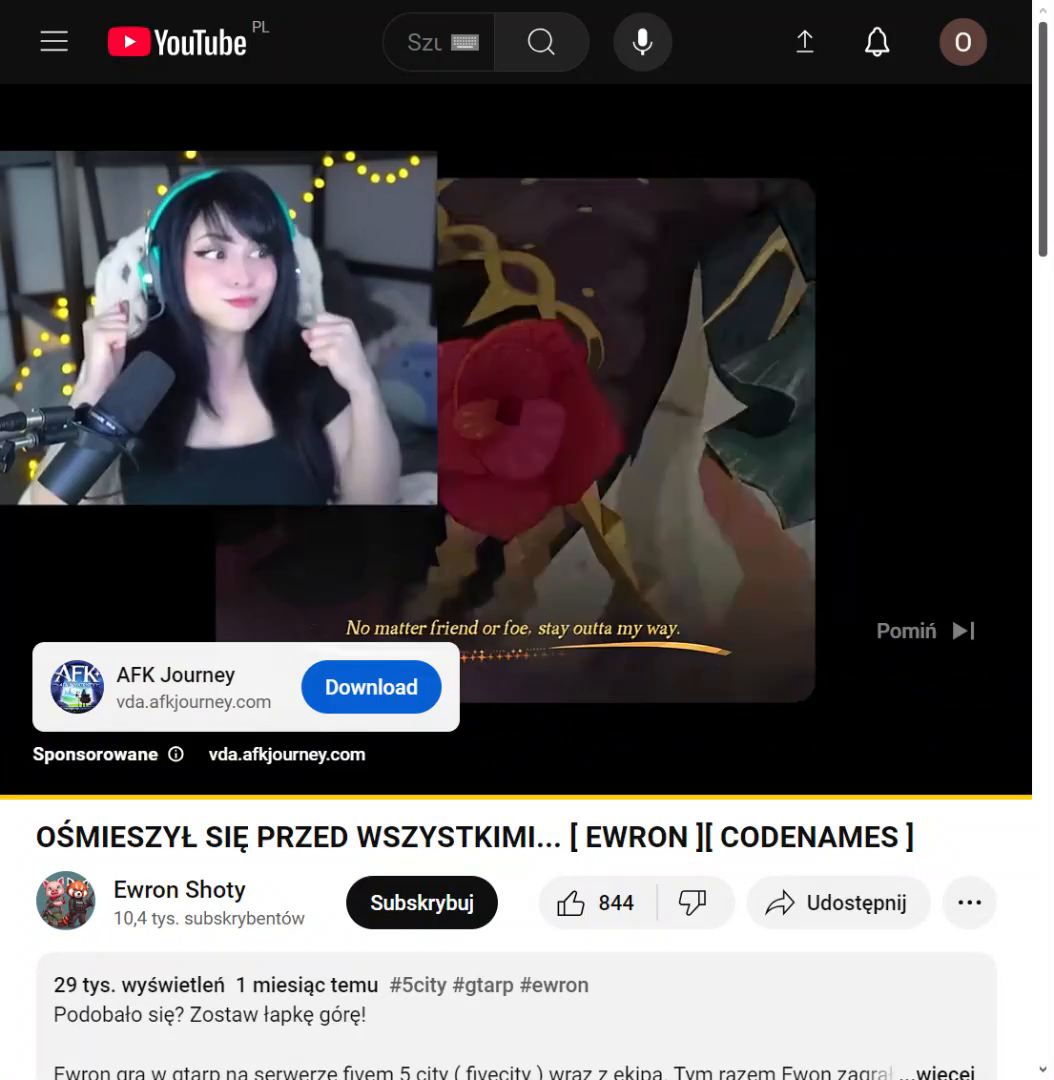 YouTube PL
Szu
O
No matter friend or foe, stay outta my way.
Pomiń
AFK
AFK Journey
vda.afkjourney.com
Download
Sponsorowane vda.afkjourney.com
OŚMIESZYŁ SIĘ PRZED WSZYSTKIMI... [ EWRON ][ CODENAMES ]
Ewron Shoty
10,4 tys. subskrybentów
Subskrybuj
844
Udostępnij
29 tys. wyświetleń 1 miesiąc temu #5city #gtarp #ewron
Podobało się? Zostaw łapkę górę!
Ewron gra w gtarp na serwerze fivem 5 city ( fivecity ) wraz z ekipą. Tym razem Ewon zagrał ...więcej